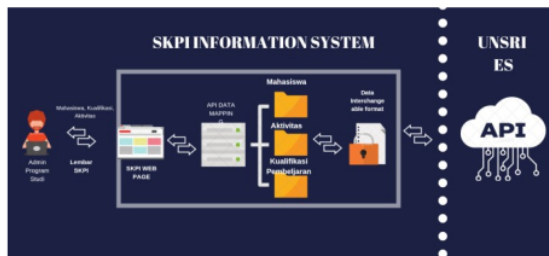 SKPI INFORMATION SYSTEM
UNSRI
ES
Mahasiswa, Kualifikasi,
Aktivitas
Admin
Program
Studi
Lembar
SKPI
SKPI WEB
PAGE
API DATA
MAPPIN
G
Mahasiswa
Aktivitas
Kualifikasi
Pembeljaran
Data
Interchange
able format
API